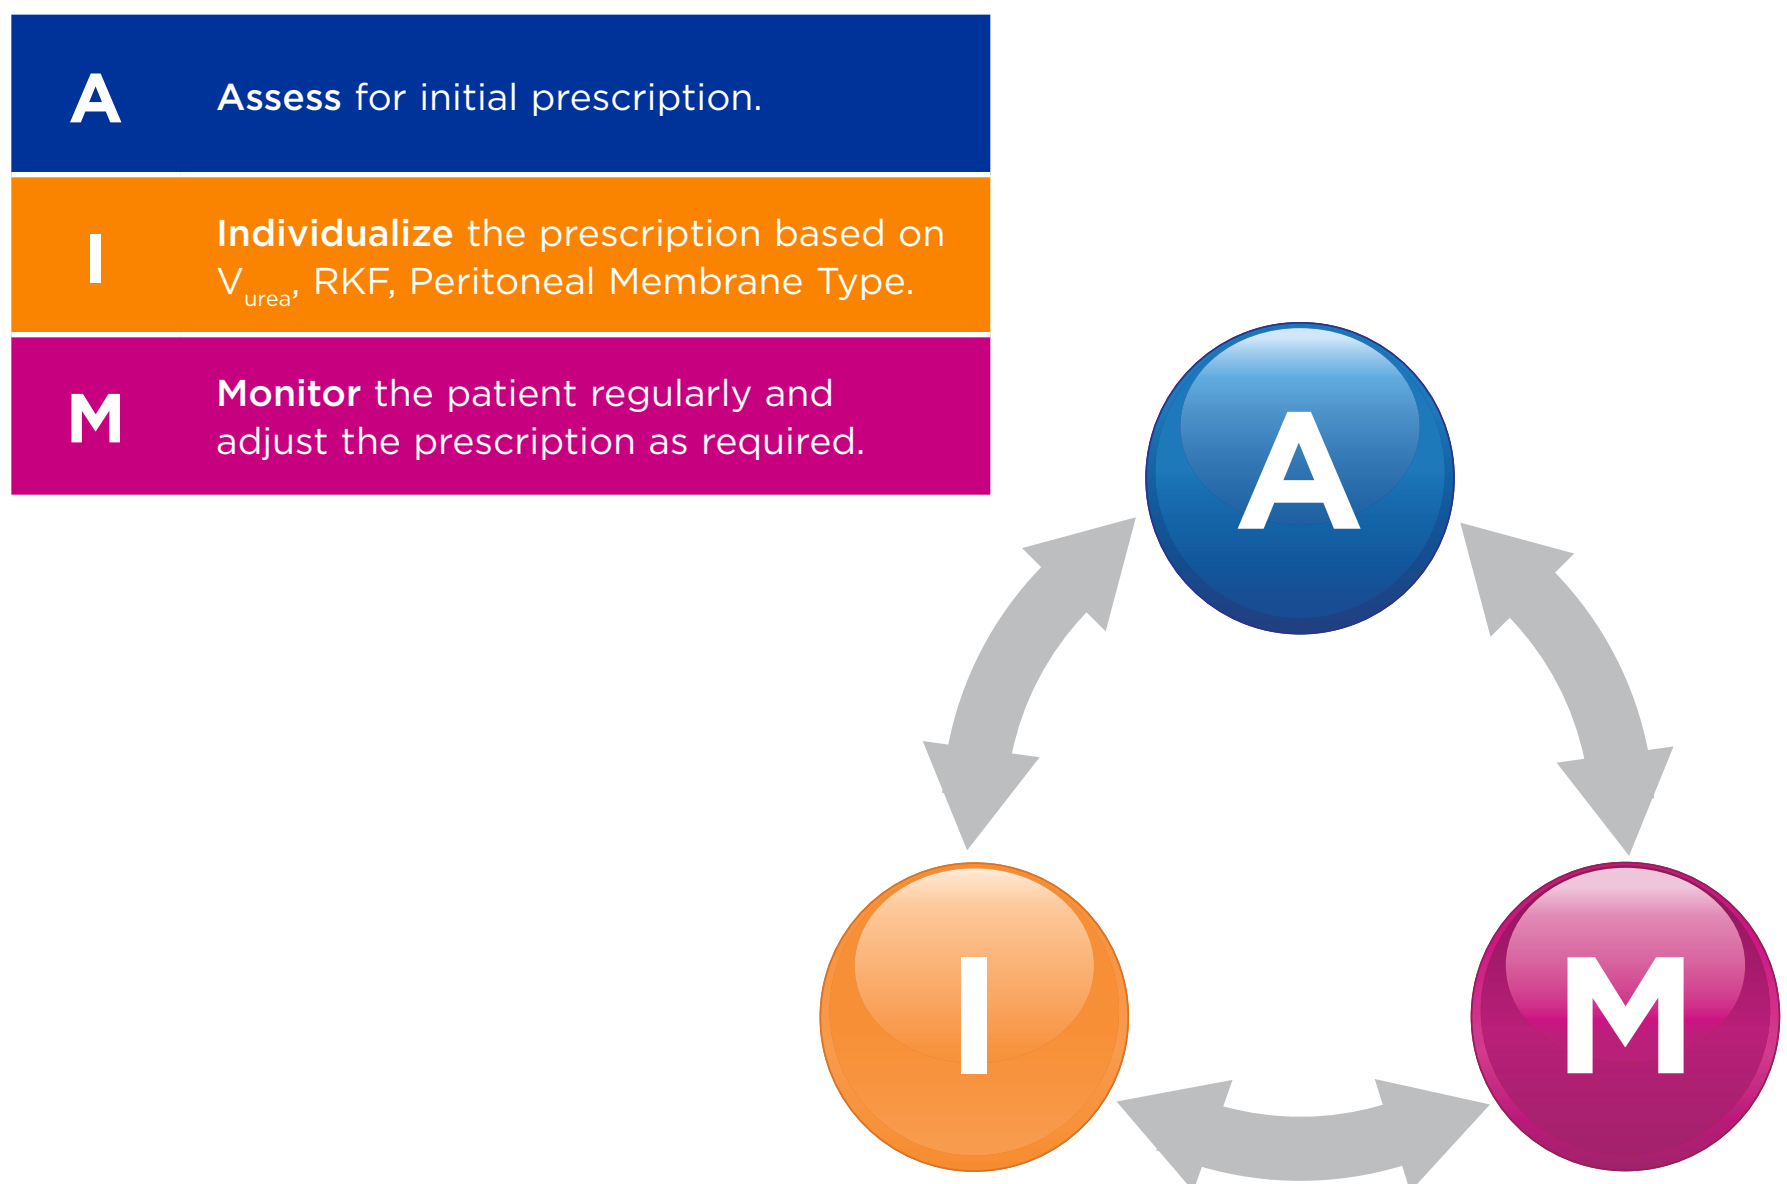 A
Assess for initial prescription.
I
Individualize the prescription based on
Vurea, RKF, Peritoneal Membrane Type.
M
Monitor the patient regularly and
adjust the prescription as required.
A
I
M